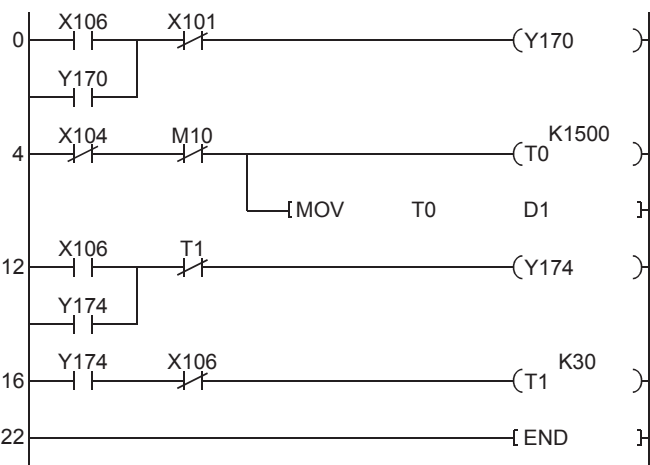 X106 X101
0 Y170
Y170
X104 M10 K1500
4 T0
MOV T0 D1
X106 T1
12 Y174
Y174
Y174 X106 K30
16 T1
22 END